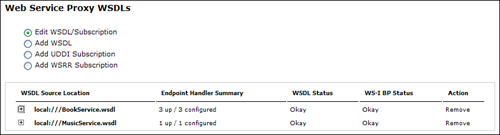 Web Service Proxy WSDLs
Edit WSDL/Subscription
Add WSDL
Add UDDI Subscription
Add WSRR Subscription
WSDL Source Location Endpoint Handler Summary WSDL Status WS-I BP Status Action
local:///BookService.wsdl 3 up / 3 configured Okay Okay Remove
local:///MusicService.wsdl 1 up / 1 configured Okay Okay Remove